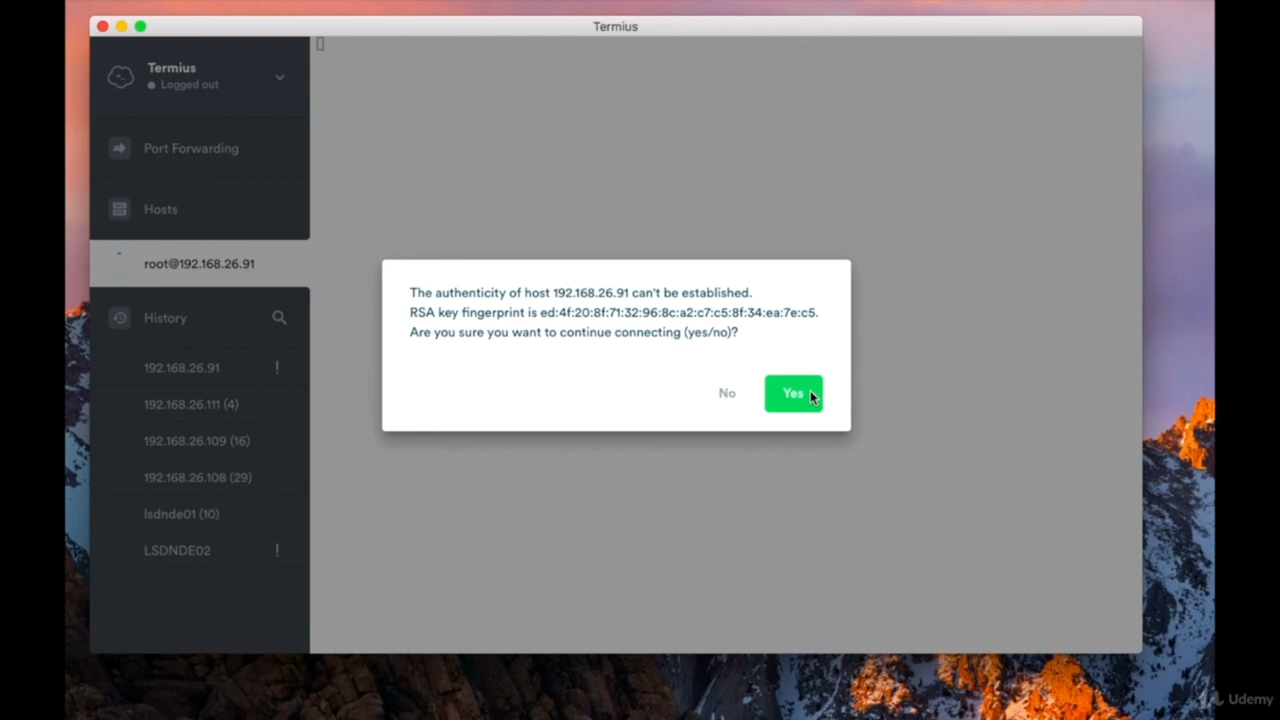 Termius
Termius
Logged out
Port Forwarding
Hosts
root@192.168.26.91
History
192.168.26.91 !
192.168.26.111 (4)
192.168.26.109 (16)
192.168.26.108 (29)
lsdnde01 (10)
LSDNDE02 !
The authenticity of host 192.168.26.91 can't be established.
RSA key fingerprint is ed:4f:20:8f:71:32:96:8c:a2:c7:c5:8f:34:ea:7e:c5.
Are you sure you want to continue connecting (yes/no)?
No Yes
Udemy